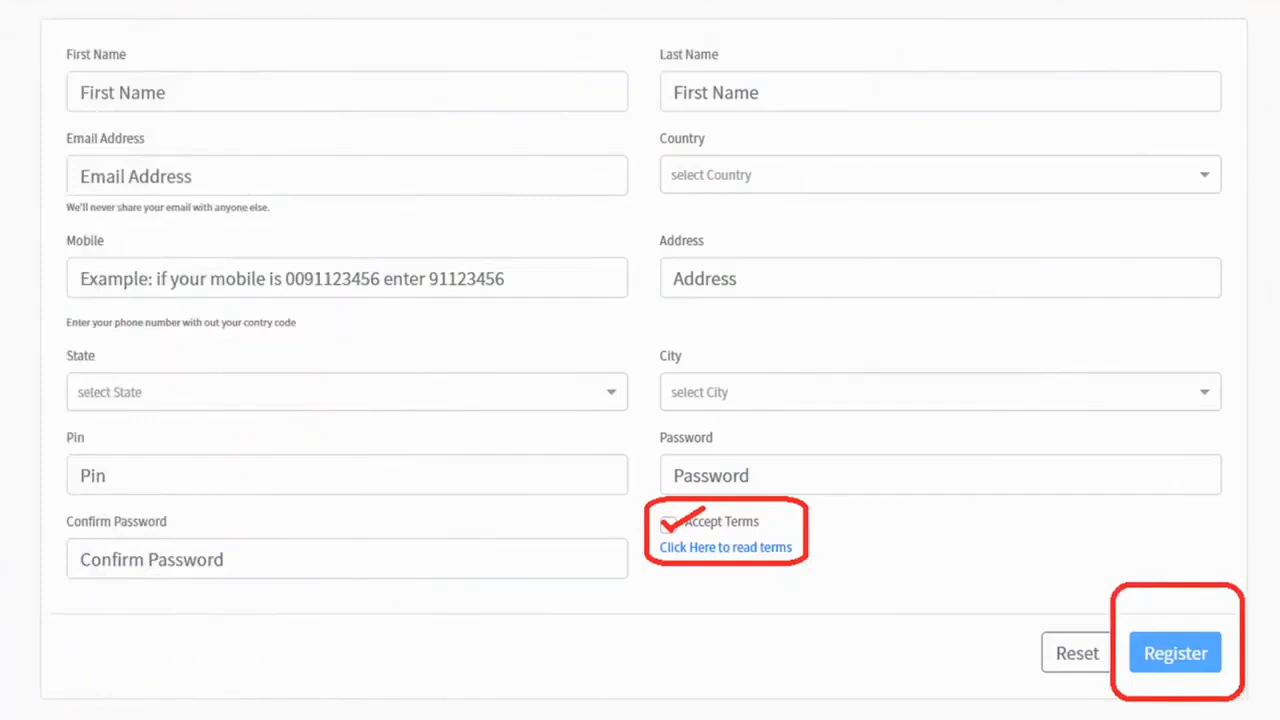 First Name
Last Name
First Name
First Name
Email Address
Country
Email Address
select Country
We'll never share your email with anyone else.
Mobile
Address
Example: if your mobile is 0091123456 enter 91123456
Address
Enter your phone number with out your contry code
State
City
select State
select City
Pin
Password
Pin
Password
Confirm Password
Accept Terms
Click Here to read terms
Confirm Password
Reset
Register